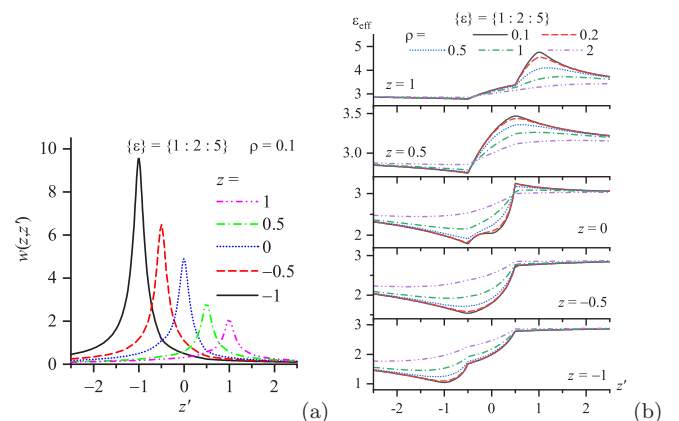 {ε} = {1 : 2 : 5} ρ = 0.1
z =
1
0.5
0
−0.5
−1
w(z,z′)
10
8
6
4
2
0
-2 -1 0 1 2
z′
(a)
ε_eff
{ε} = {1 : 2 : 5}
ρ = 0.1 0.2
0.5 1 2
5
4
3
z = 1
3.5
3.0
z = 0.5
3
2
z = 0
3
2
z = −0.5
3
2
1
z = −1
-2 -1 0 1 2 z′
(b)